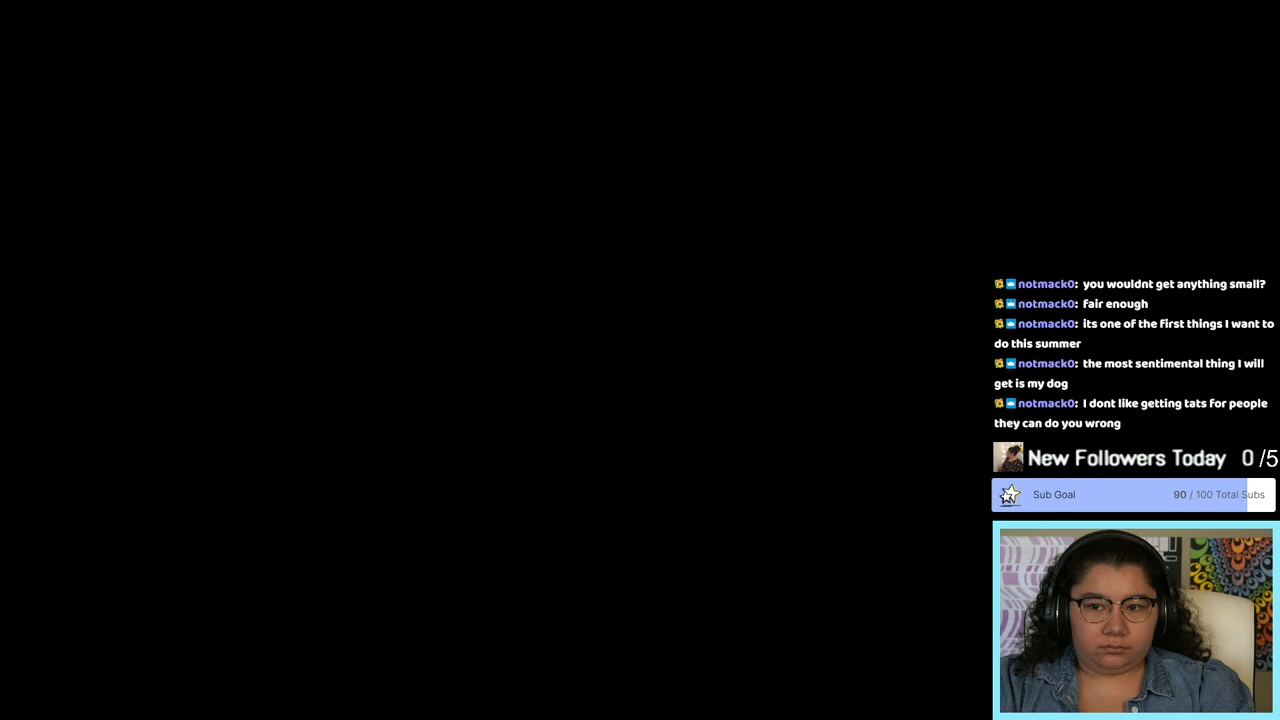 notmack0: you wouldnt get anything small?
notmack0: fair enough
notmack0: its one of the first things I want to
do this summer
notmack0: the most sentimental thing I will
get is my dog
notmack0: I dont like getting tats for people
they can do you wrong
New Followers Today 0 /5
Sub Goal 90 / 100 Total Subs